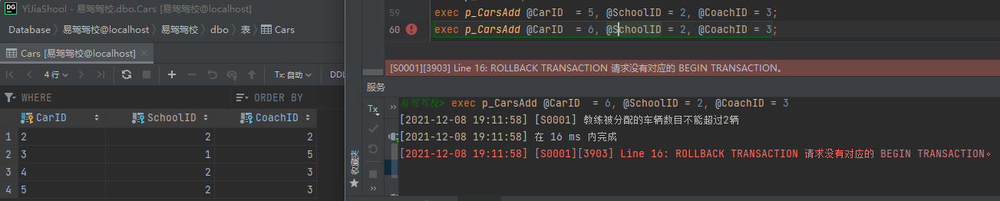 DG YiJiaShool - 易驾驾校.dbo.Cars [易驾驾校@localhost]
Database 易驾驾校@localhost 易驾驾校 dbo 表 Cars
Cars [易驾驾校@localhost]
4 行 Tx: 自动 DDL
WHERE ORDER BY
CarID SchoolID CoachID
1 2 2 2
2 3 1 5
3 4 2 3
4 5 2 3
59 exec p_CarsAdd @CarID = 5, @SchoolID = 2, @CoachID = 3;
60 exec p_CarsAdd @CarID = 6, @SchoolID = 2, @CoachID = 3;
[S0001][3903] Line 16: ROLLBACK TRANSACTION 请求没有对应的 BEGIN TRANSACTION。
服务
Tx
易驾驾校> exec p_CarsAdd @CarID = 6, @SchoolID = 2, @CoachID = 3
[2021-12-08 19:11:58] [S0001] 教练被分配的车辆数目不能超过2辆
[2021-12-08 19:11:58] 在 16 ms 内完成
[2021-12-08 19:11:58] [S0001][3903] Line 16: ROLLBACK TRANSACTION 请求没有对应的 BEGIN TRANSACTION。
收藏夹